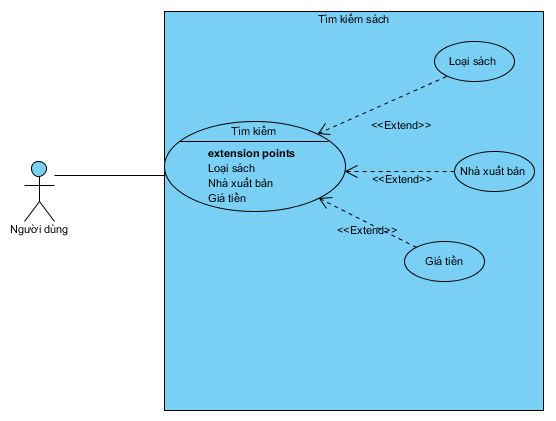 Tìm kiếm sách
Loại sách
<<Extend>>
Tìm kiếm
extension points
Loại sách
Nhà xuất bản
Giá tiền
<<Extend>>
Nhà xuất bản
Người dùng
<<Extend>>
Giá tiền